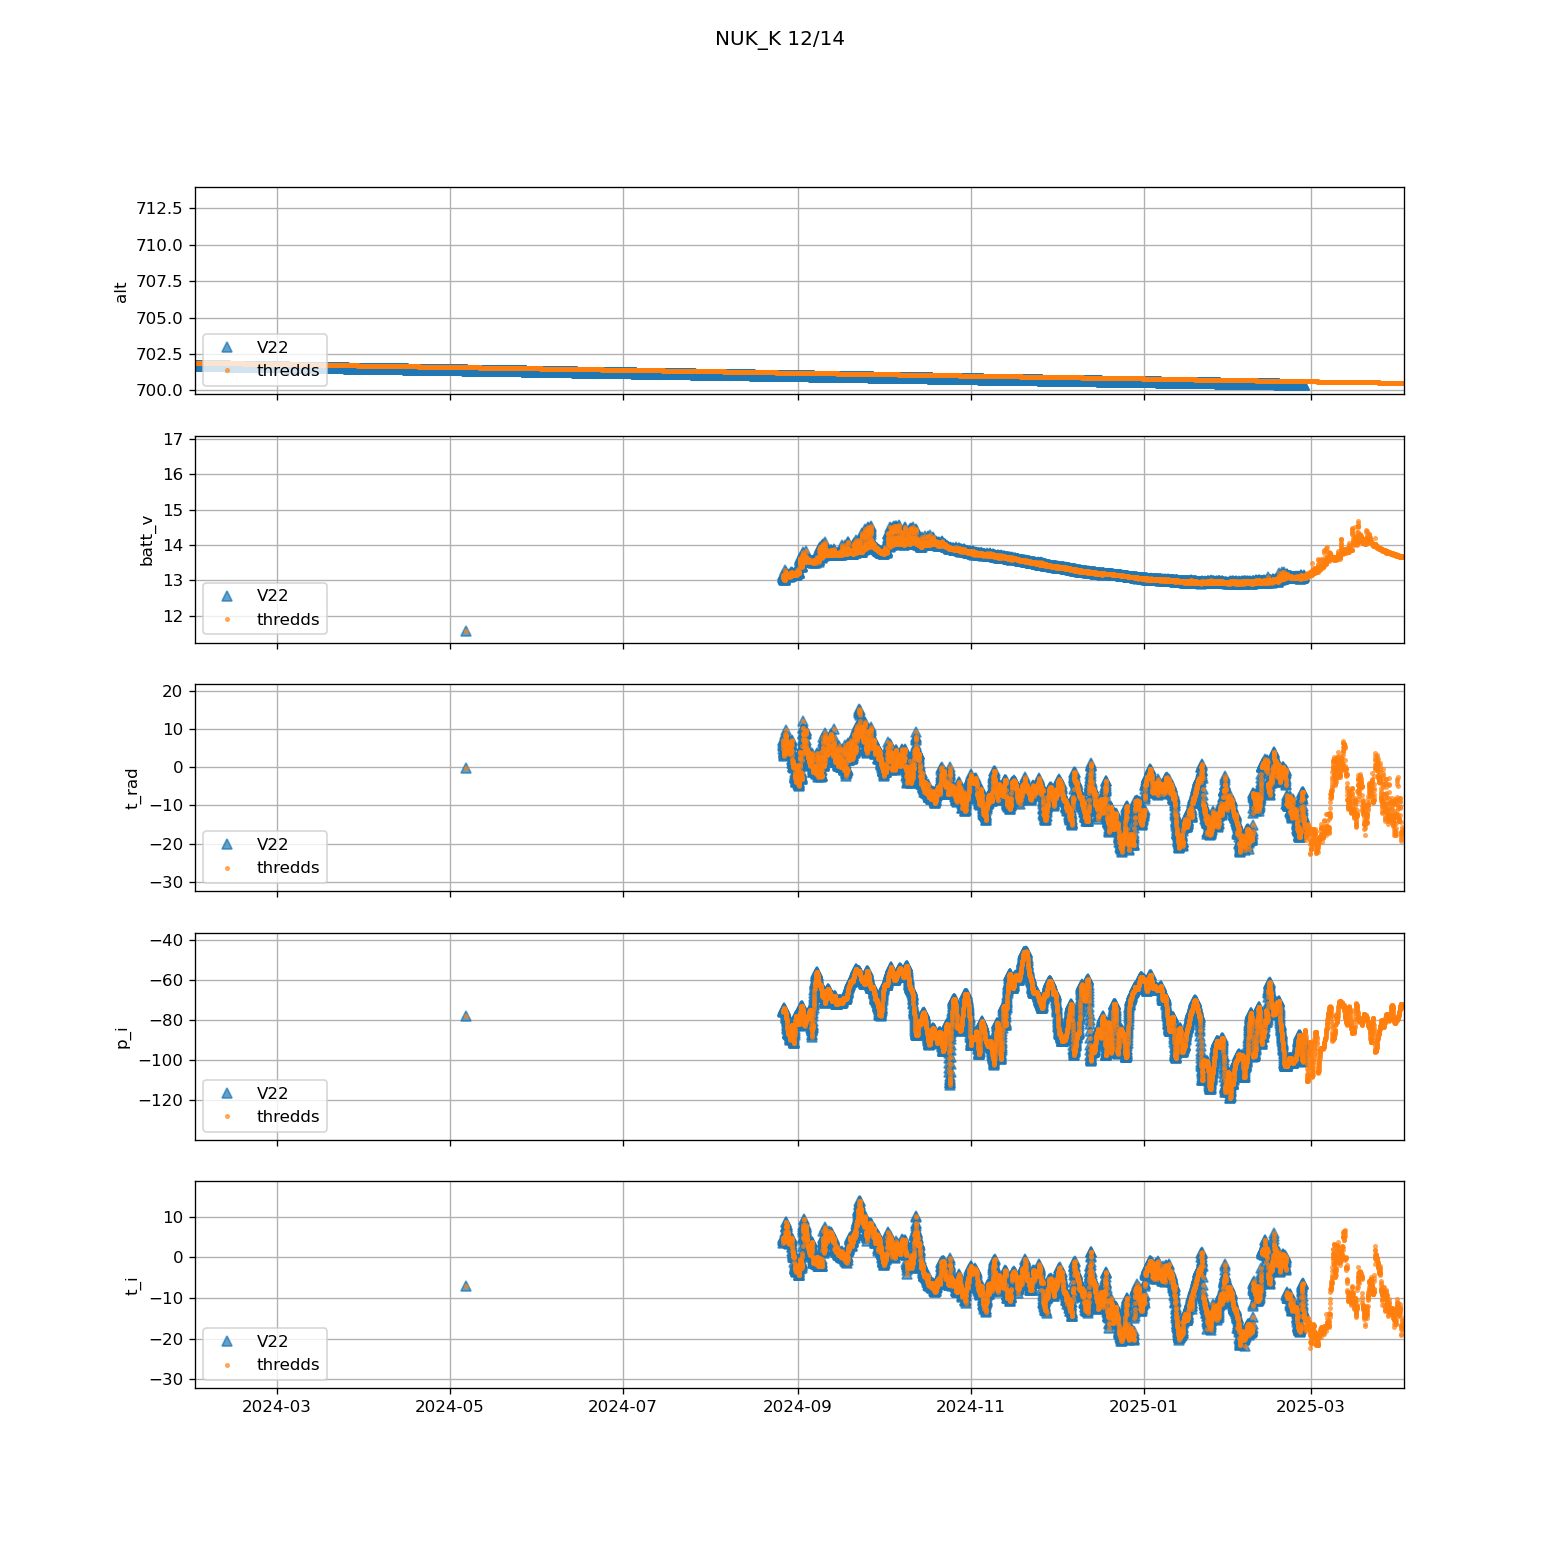 NUK_K 12/14
712.5
710.0
707.5
705.0
702.5
700.0
alt
V22
thredds
17
16
15
14
13
12
batt_v
V22
thredds
20
10
0
−10
−20
−30
t_rad
V22
thredds
−40
−60
−80
−100
−120
p_i
V22
thredds
10
0
−10
−20
−30
t_i
V22
thredds
2024-03 2024-05 2024-07 2024-09 2024-11 2025-01 2025-03